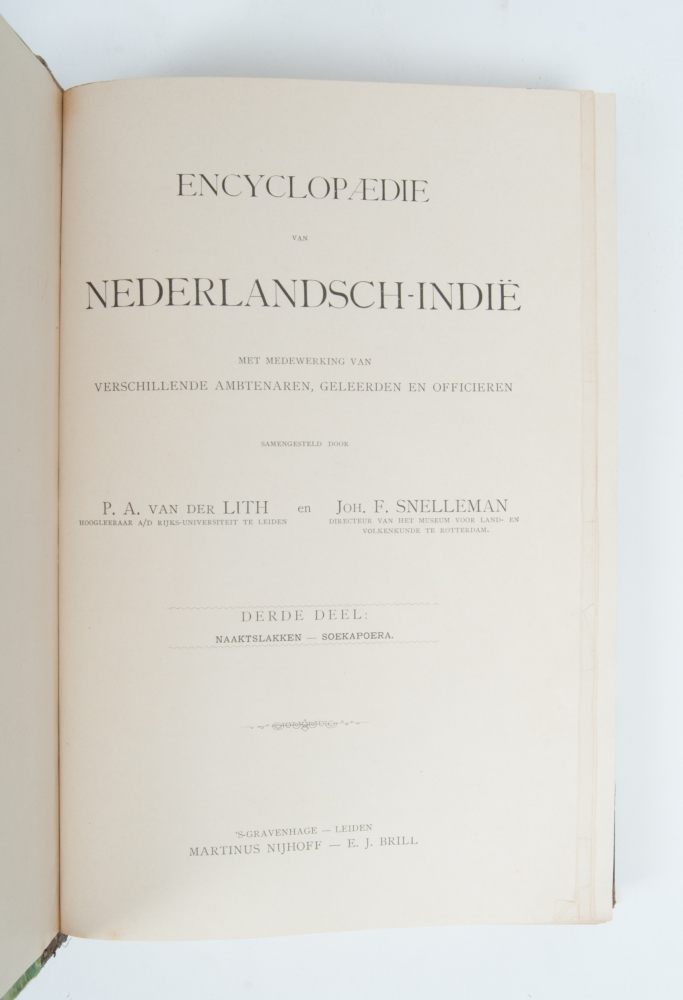 ENCYCLOPÆDIE
VAN
NEDERLANDSCH-INDIË
MET MEDEWERKING VAN
VERSCHILLENDE AMBTENAREN, GELEERDEN EN OFFICIEREN
SAMENGESTELD DOOR
P. A. VAN DER LITH en JOH. F. SNELLEMAN
HOOGLEERAAR A/D RIJKS-UNIVERSITEIT TE LEIDEN DIRECTEUR VAN HET MUSEUM VOOR LAND- EN
VOLKENKUNDE TE ROTTERDAM.
DERDE DEEL:
NAAKTSLAKKEN — SOEKAPOERA.
'S-GRAVENHAGE — LEIDEN
MARTINUS NIJHOFF — E. J. BRILL